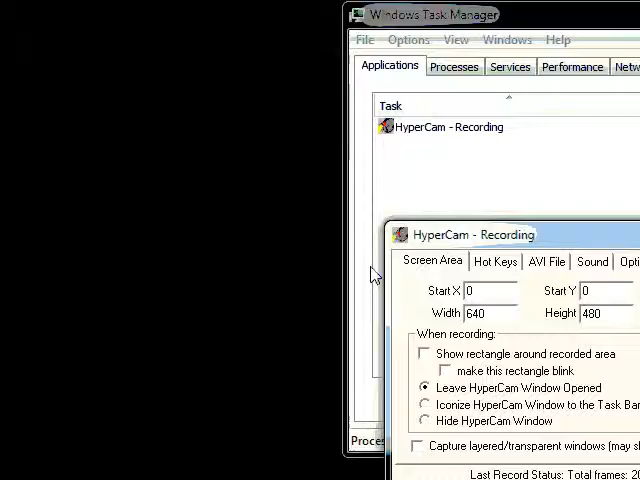 Windows Task Manager
File Options View Windows Help
Applications Processes Services Performance Netw
Task
HyperCam - Recording
HyperCam - Recording
Screen Area Hot Keys AVI File Sound Opti
Start X 0 Start Y 0
Width 640 Height 480
When recording:
Show rectangle around recorded area
make this rectangle blink
Leave HyperCam Window Opened
Iconize HyperCam Window to the Task Bar
Hide HyperCam Window
Capture layered/transparent windows (may sl
Proces
Last Record Status: Total frames: 20